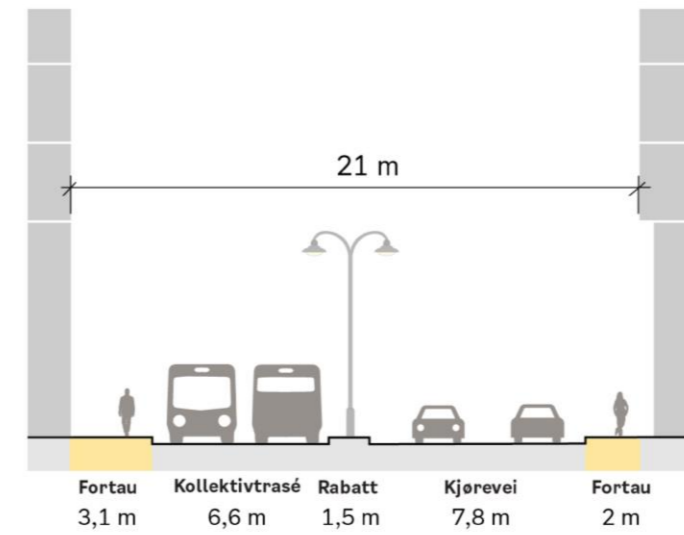 21 m
Fortau Kollektivtrasé Rabatt Kjørevei Fortau
3,1 m 6,6 m 1,5 m 7,8 m 2 m